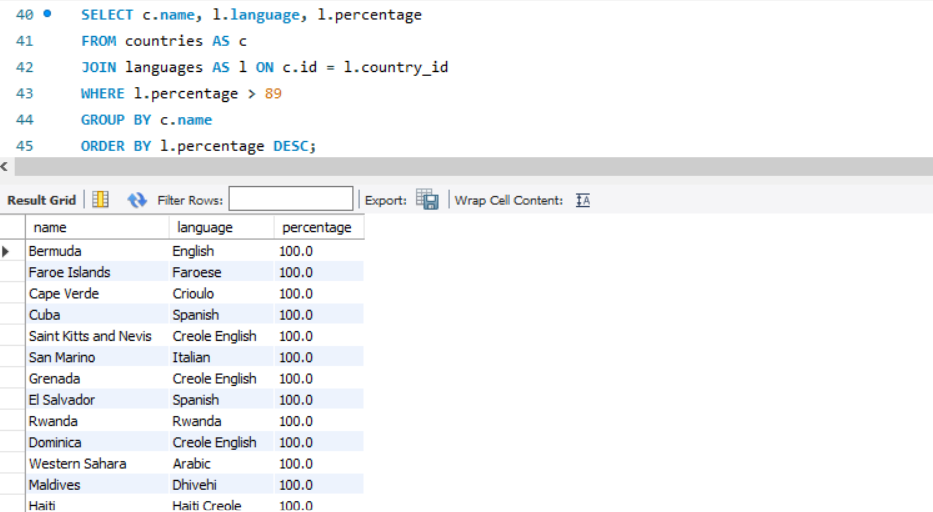 40 SELECT c.name, l.language, l.percentage
41 FROM countries AS c
42 JOIN languages AS l ON c.id = l.country_id
43 WHERE l.percentage > 89
44 GROUP BY c.name
45 ORDER BY l.percentage DESC;
Result Grid Filter Rows: Export: Wrap Cell Content: IA
name language percentage
Bermuda English 100.0
Faroe Islands Faroese 100.0
Cape Verde Crioulo 100.0
Cuba Spanish 100.0
Saint Kitts and Nevis Creole English 100.0
San Marino Italian 100.0
Grenada Creole English 100.0
El Salvador Spanish 100.0
Rwanda Rwanda 100.0
Dominica Creole English 100.0
Western Sahara Arabic 100.0
Maldives Dhivehi 100.0
Haiti Haiti Creole 100.0